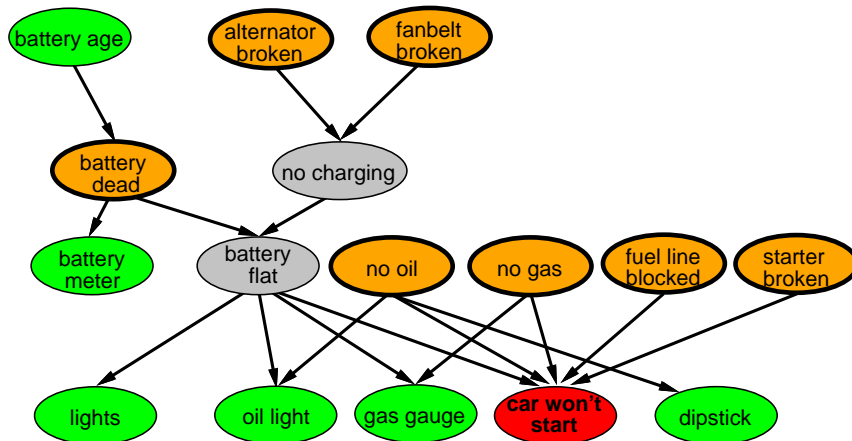 battery age
alternator
broken
fanbelt
broken
battery
dead
no charging
battery
meter
battery
flat
no oil
no gas
fuel line
blocked
starter
broken
lights
oil light
gas gauge
car won't
start
dipstick